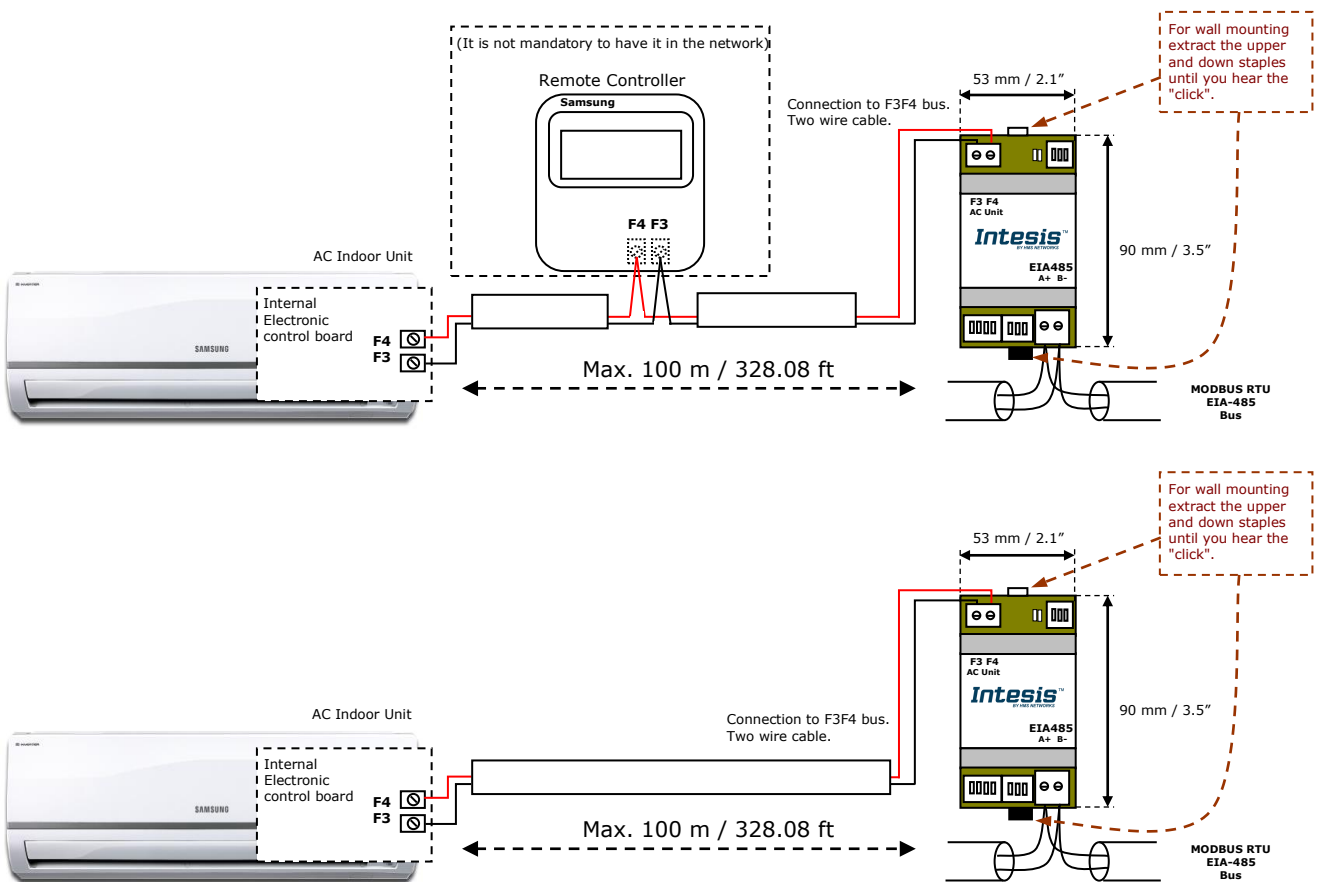 (It is not mandatory to have it in the network)
Remote Controller
Samsung
F4 F3
For wall mounting
extract the upper
and down staples
until you hear the
"click".
53 mm / 2.1”
Connection to F3F4 bus.
Two wire cable.
F3 F4
AC Unit
Intesis™
BY HMS NETWORKS
EIA485
A+ B-
90 mm / 3.5”
AC Indoor Unit
Internal
Electronic
control board
F4
F3
SAMSUNG
Max. 100 m / 328.08 ft
MODBUS RTU
EIA-485
Bus
For wall mounting
extract the upper
and down staples
until you hear the
"click".
53 mm / 2.1”
F3 F4
AC Unit
Intesis™
BY HMS NETWORKS
EIA485
A+ B-
90 mm / 3.5”
AC Indoor Unit
Connection to F3F4 bus.
Two wire cable.
Internal
Electronic
control board
F4
F3
SAMSUNG
Max. 100 m / 328.08 ft
MODBUS RTU
EIA-485
Bus